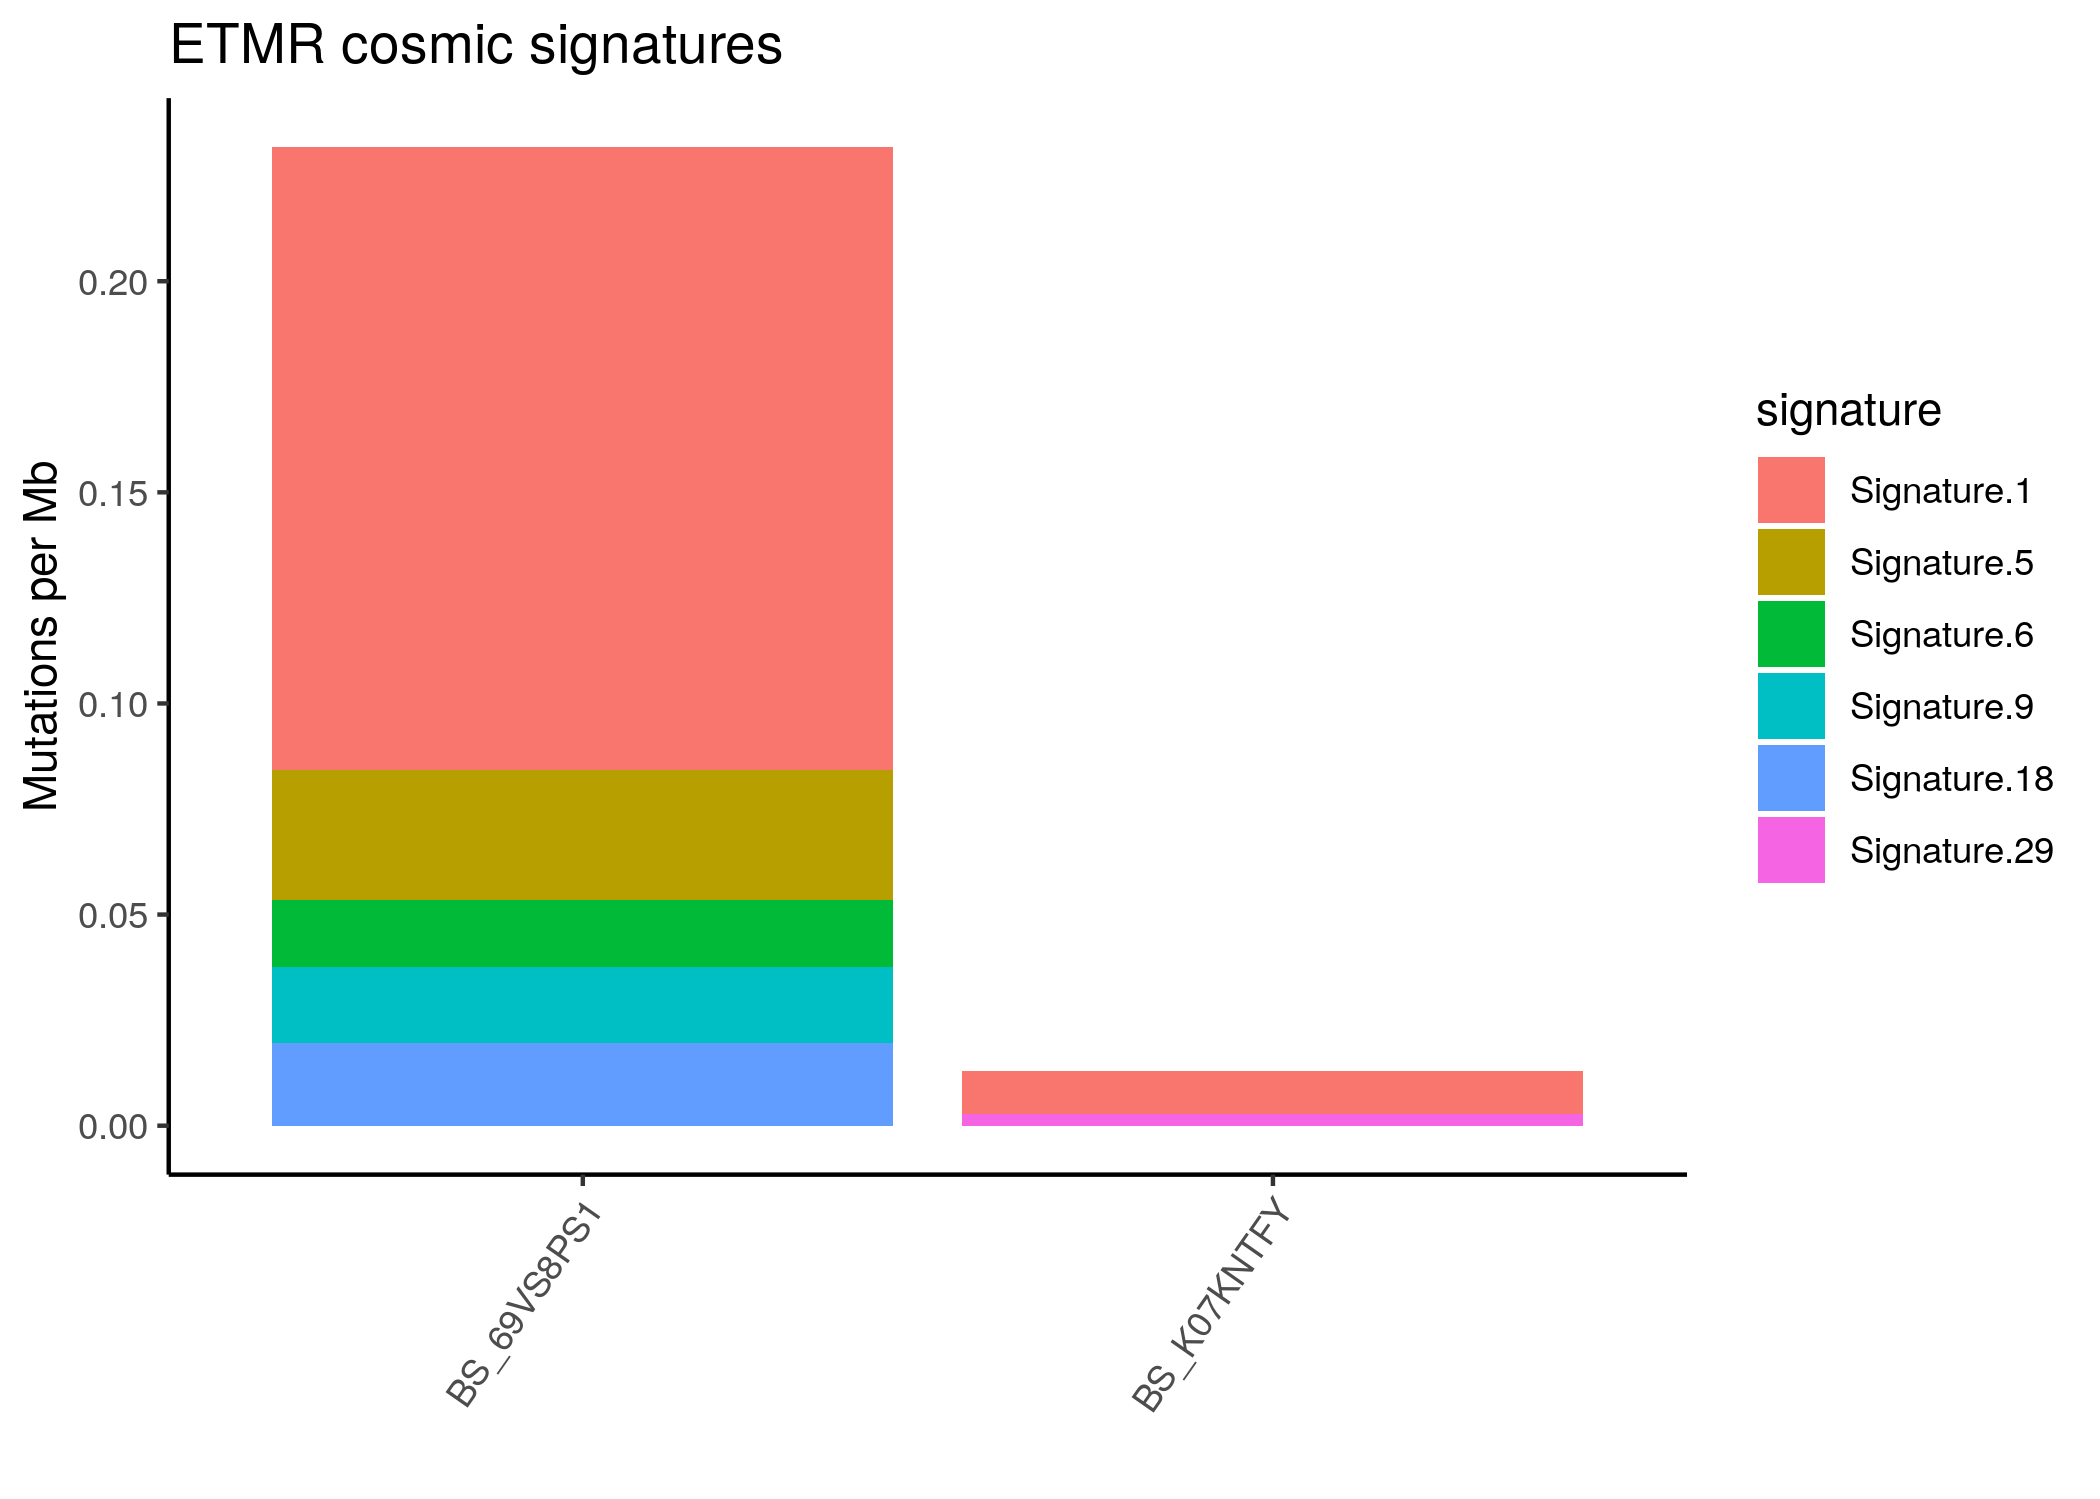 ETMR cosmic signatures
Mutations per Mb
0.20
0.15
0.10
0.05
0.00
BS_69VS8PS1
BS_K07KNTFY
signature
Signature.1
Signature.5
Signature.6
Signature.9
Signature.18
Signature.29